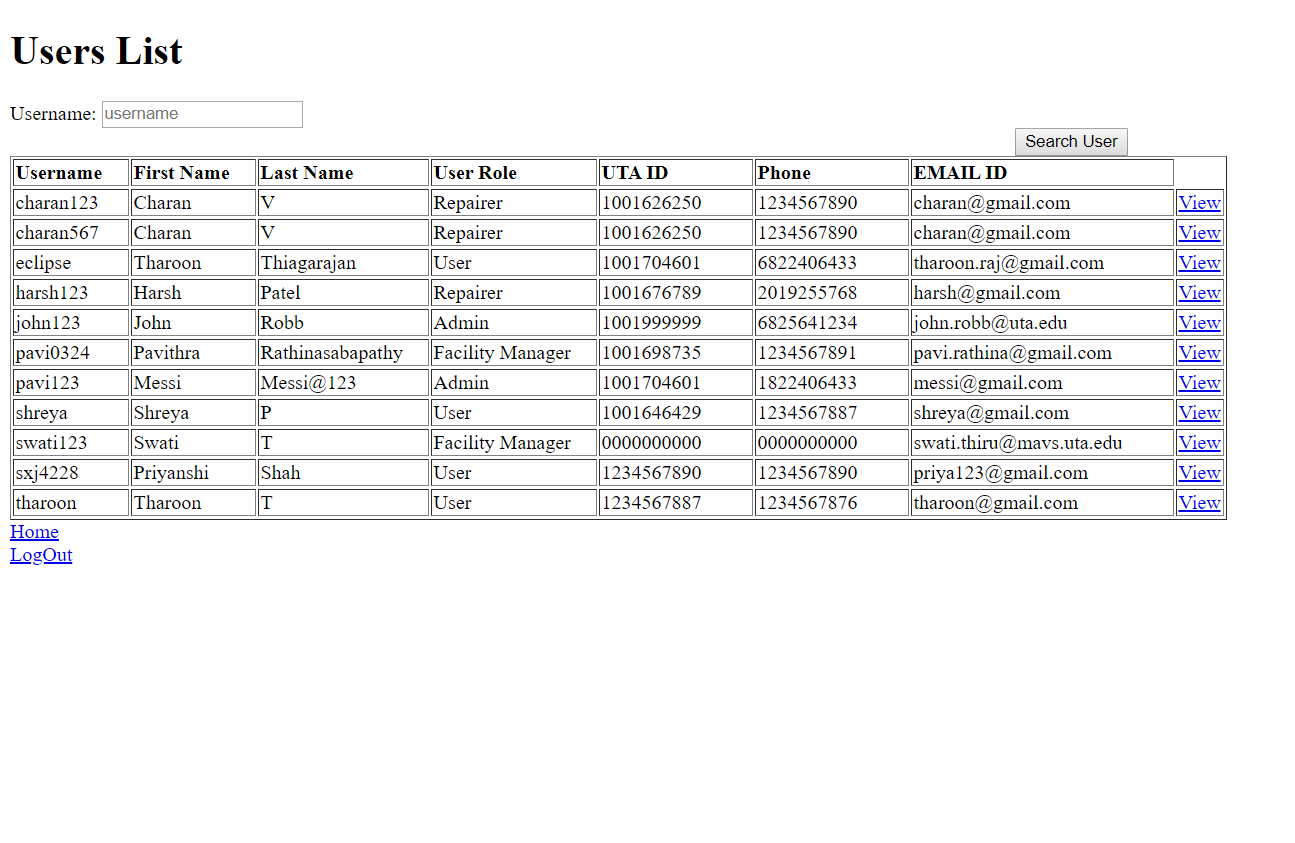 Users List
Username: username
Search User
Username First Name Last Name User Role UTA ID Phone EMAIL ID
charan123 Charan V Repairer 1001626250 1234567890 charan@gmail.com View
charan567 Charan V Repairer 1001626250 1234567890 charan@gmail.com View
eclipse Tharoon Thiagarajan User 1001704601 6822406433 tharoon.raj@gmail.com View
harsh123 Harsh Patel Repairer 1001676789 2019255768 harsh@gmail.com View
john123 John Robb Admin 1001999999 6825641234 john.robb@uta.edu View
pavi0324 Pavithra Rathinasabapathy Facility Manager 1001698735 1234567891 pavi.rathina@gmail.com View
pavi123 Messi Messi@123 Admin 1001704601 1822406433 messi@gmail.com View
shreya Shreya P User 1001646429 1234567887 shreya@gmail.com View
swati123 Swati T Facility Manager 0000000000 0000000000 swati.thiru@mavs.uta.edu View
sxj4228 Priyanshi Shah User 1234567890 1234567890 priya123@gmail.com View
tharoon Tharoon T User 1234567887 1234567876 tharoon@gmail.com View
Home
LogOut